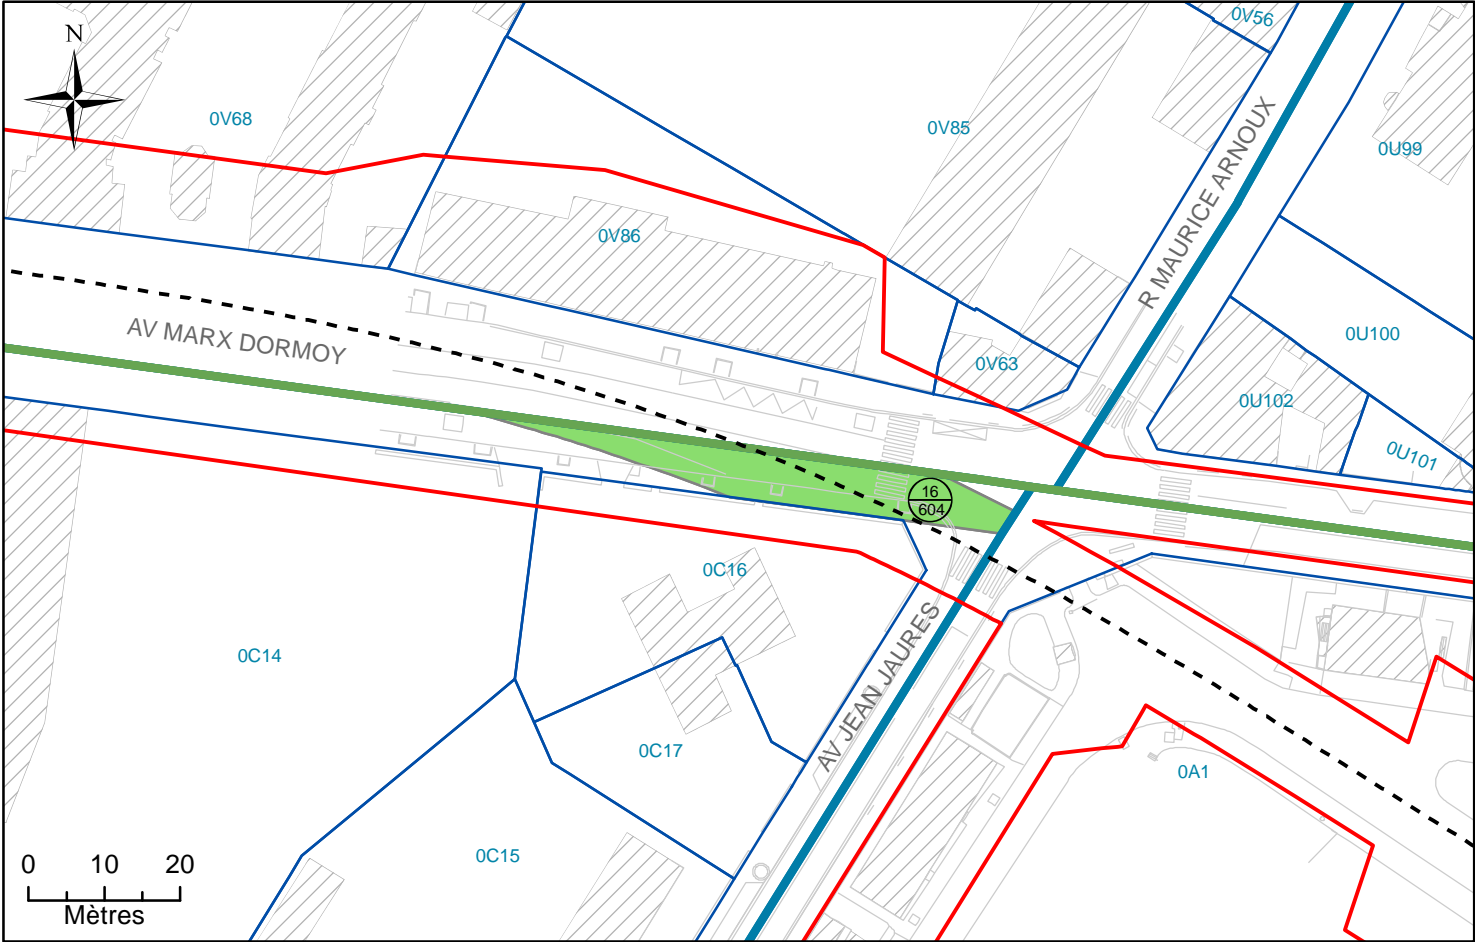 N
0V56
0V68
0V85
R MAURICE ARNOUX
0U99
0V86
AV MARX DORMOY
0V63
0U100
0U102
0U101
16
604
0C16
AV JEAN JAURES
0C14
0C17
0A1
0C15
0 10 20
Mètres